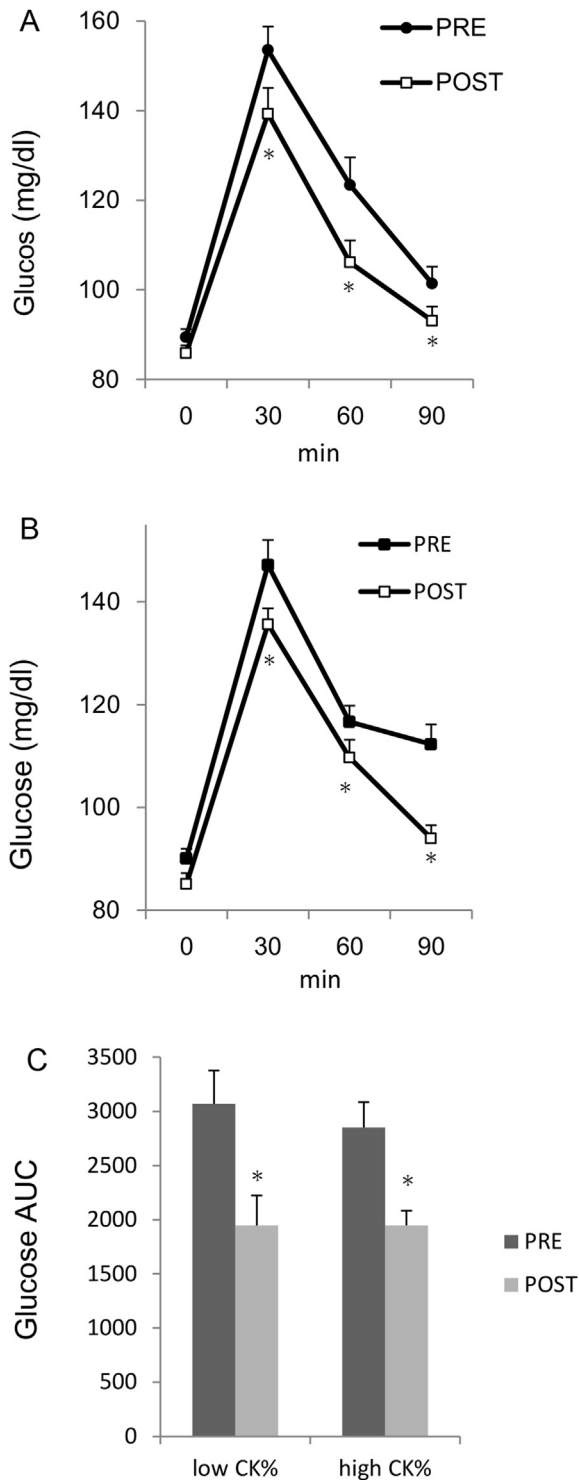 A
160
140
120
100
80
Glucos (mg/dl)
PRE
POST
*
*
*
0 30 60 90
min
B
140
120
100
80
Glucose (mg/dl)
PRE
POST
*
*
*
0 30 60 90
min
C
3500
3000
2500
2000
1500
1000
500
0
Glucose AUC
*
*
PRE
POST
low CK% high CK%